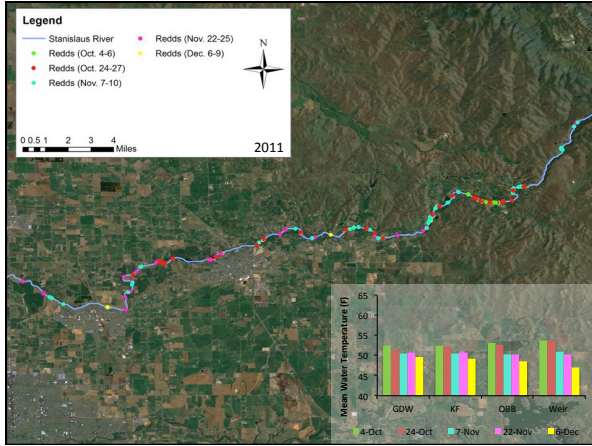 Legend
Stanislaus River
Redds (Oct. 4-6)
Redds (Oct. 24-27)
Redds (Nov. 7-10)
Redds (Nov. 22-25)
Redds (Dec. 6-9)
N
0 0.5 1 2 3 4
Miles
2011
Mean Water Temperature (F)
65
60
55
50
45
40
GDW KF OBB Weir
4-Oct 24-Oct 7-Nov 22-Nov 6-Dec